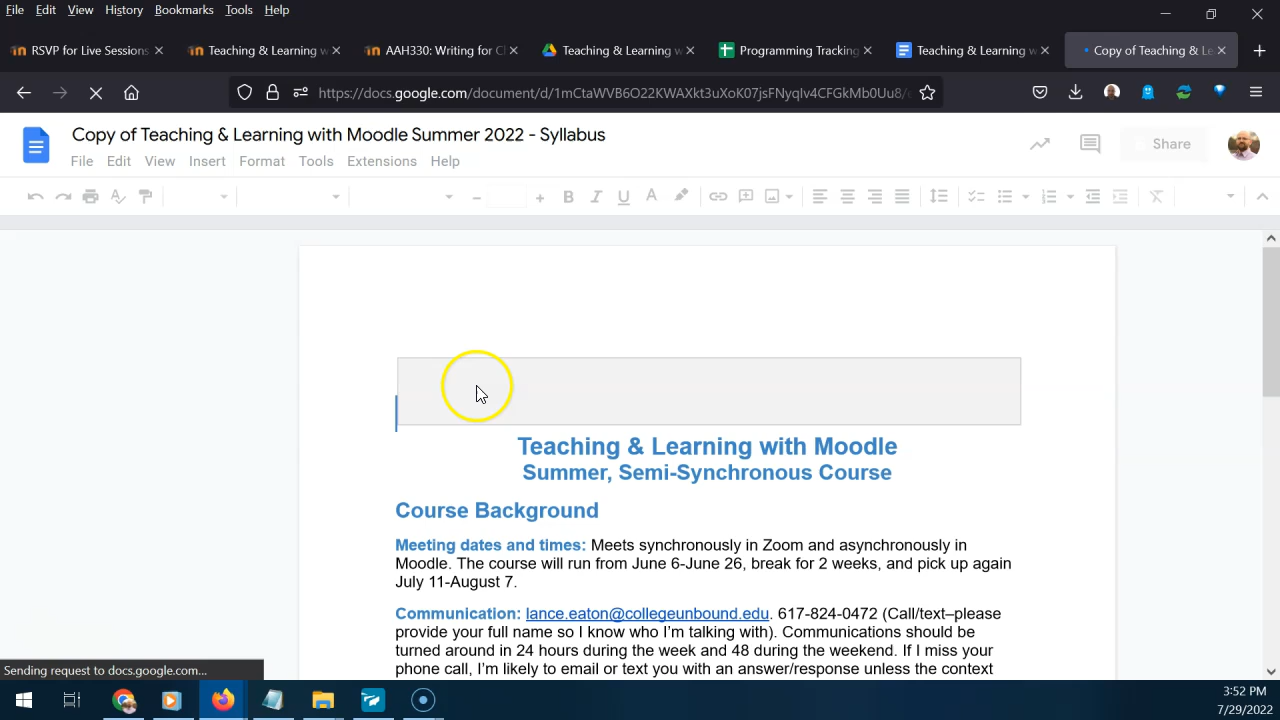 File Edit View History Bookmarks Tools Help
RSVP for Live Sessions
Teaching & Learning w
AAH330: Writing for C
Teaching & Learning w
Programming Tracking
Teaching & Learning w
Copy of Teaching & Le
https://docs.google.com/document/d/1mCtaWVB6O22KWAXkt3uXoK07jsFNyqIv4CFGkMb0Uu8/
Copy of Teaching & Learning with Moodle Summer 2022 - Syllabus
File Edit View Insert Format Tools Extensions Help
Share
Teaching & Learning with Moodle
Summer, Semi-Synchronous Course
Course Background
Meeting dates and times: Meets synchronously in Zoom and asynchronously in
Moodle. The course will run from June 6-June 26, break for 2 weeks, and pick up again
July 11-August 7.
Communication: lance.eaton@collegeunbound.edu. 617-824-0472 (Call/text–please
provide your full name so I know who I'm talking with). Communications should be
turned around in 24 hours during the week and 48 during the weekend. If I miss your
phone call, I'm likely to email or text you with an answer/response unless the context
Sending request to docs.google.com...
3:52 PM
7/29/2022